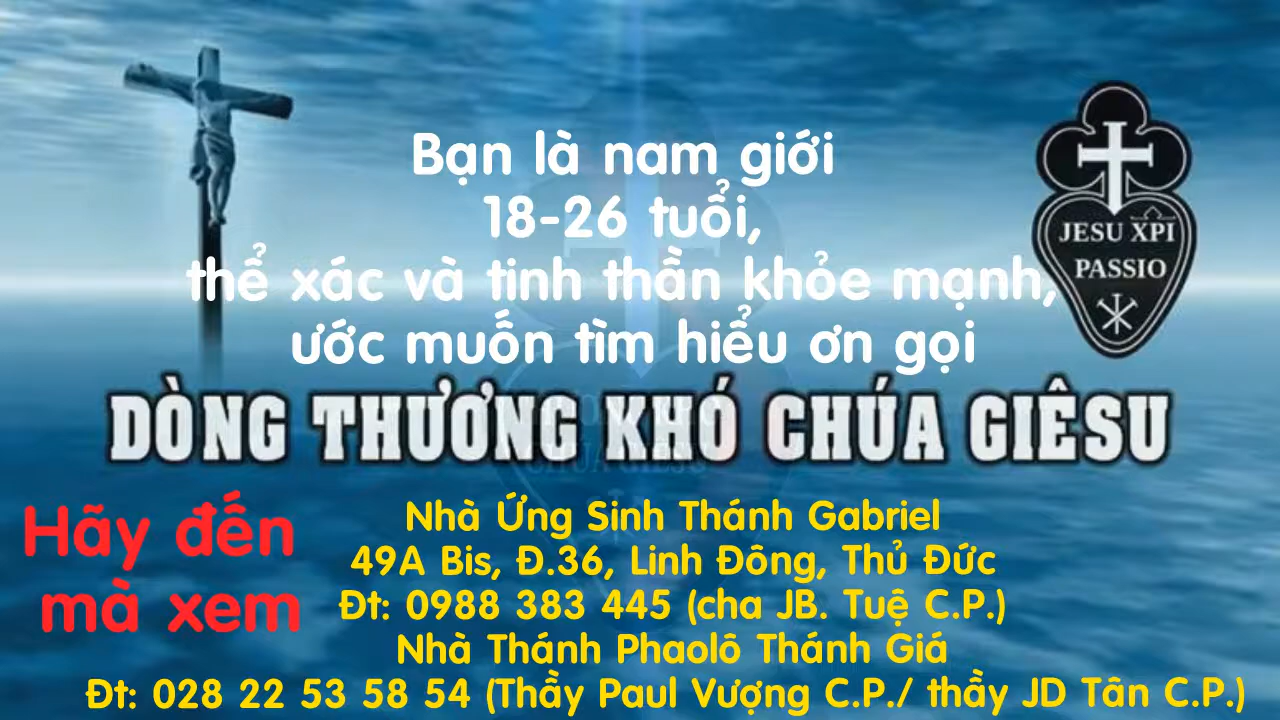 Bạn là nam giới
18-26 tuổi,
thể xác và tinh thần khỏe mạnh,
ước muốn tìm hiểu ơn gọi
JESU XPI
PASSIO
DÒNG THƯƠNG KHÓ CHÚA GIÊSU
CHÚA GIÊSU
Hãy đến
mà xem
Nhà Ứng Sinh Thánh Gabriel
49A Bis, Đ.36, Linh Đông, Thủ Đức
Đt: 0988 383 445 (cha JB. Tuệ C.P.)
Nhà Thánh Phaolô Thánh Giá
Đt: 028 22 53 58 54 (Thầy Paul Vượng C.P./ thầy JD Tân C.P.)